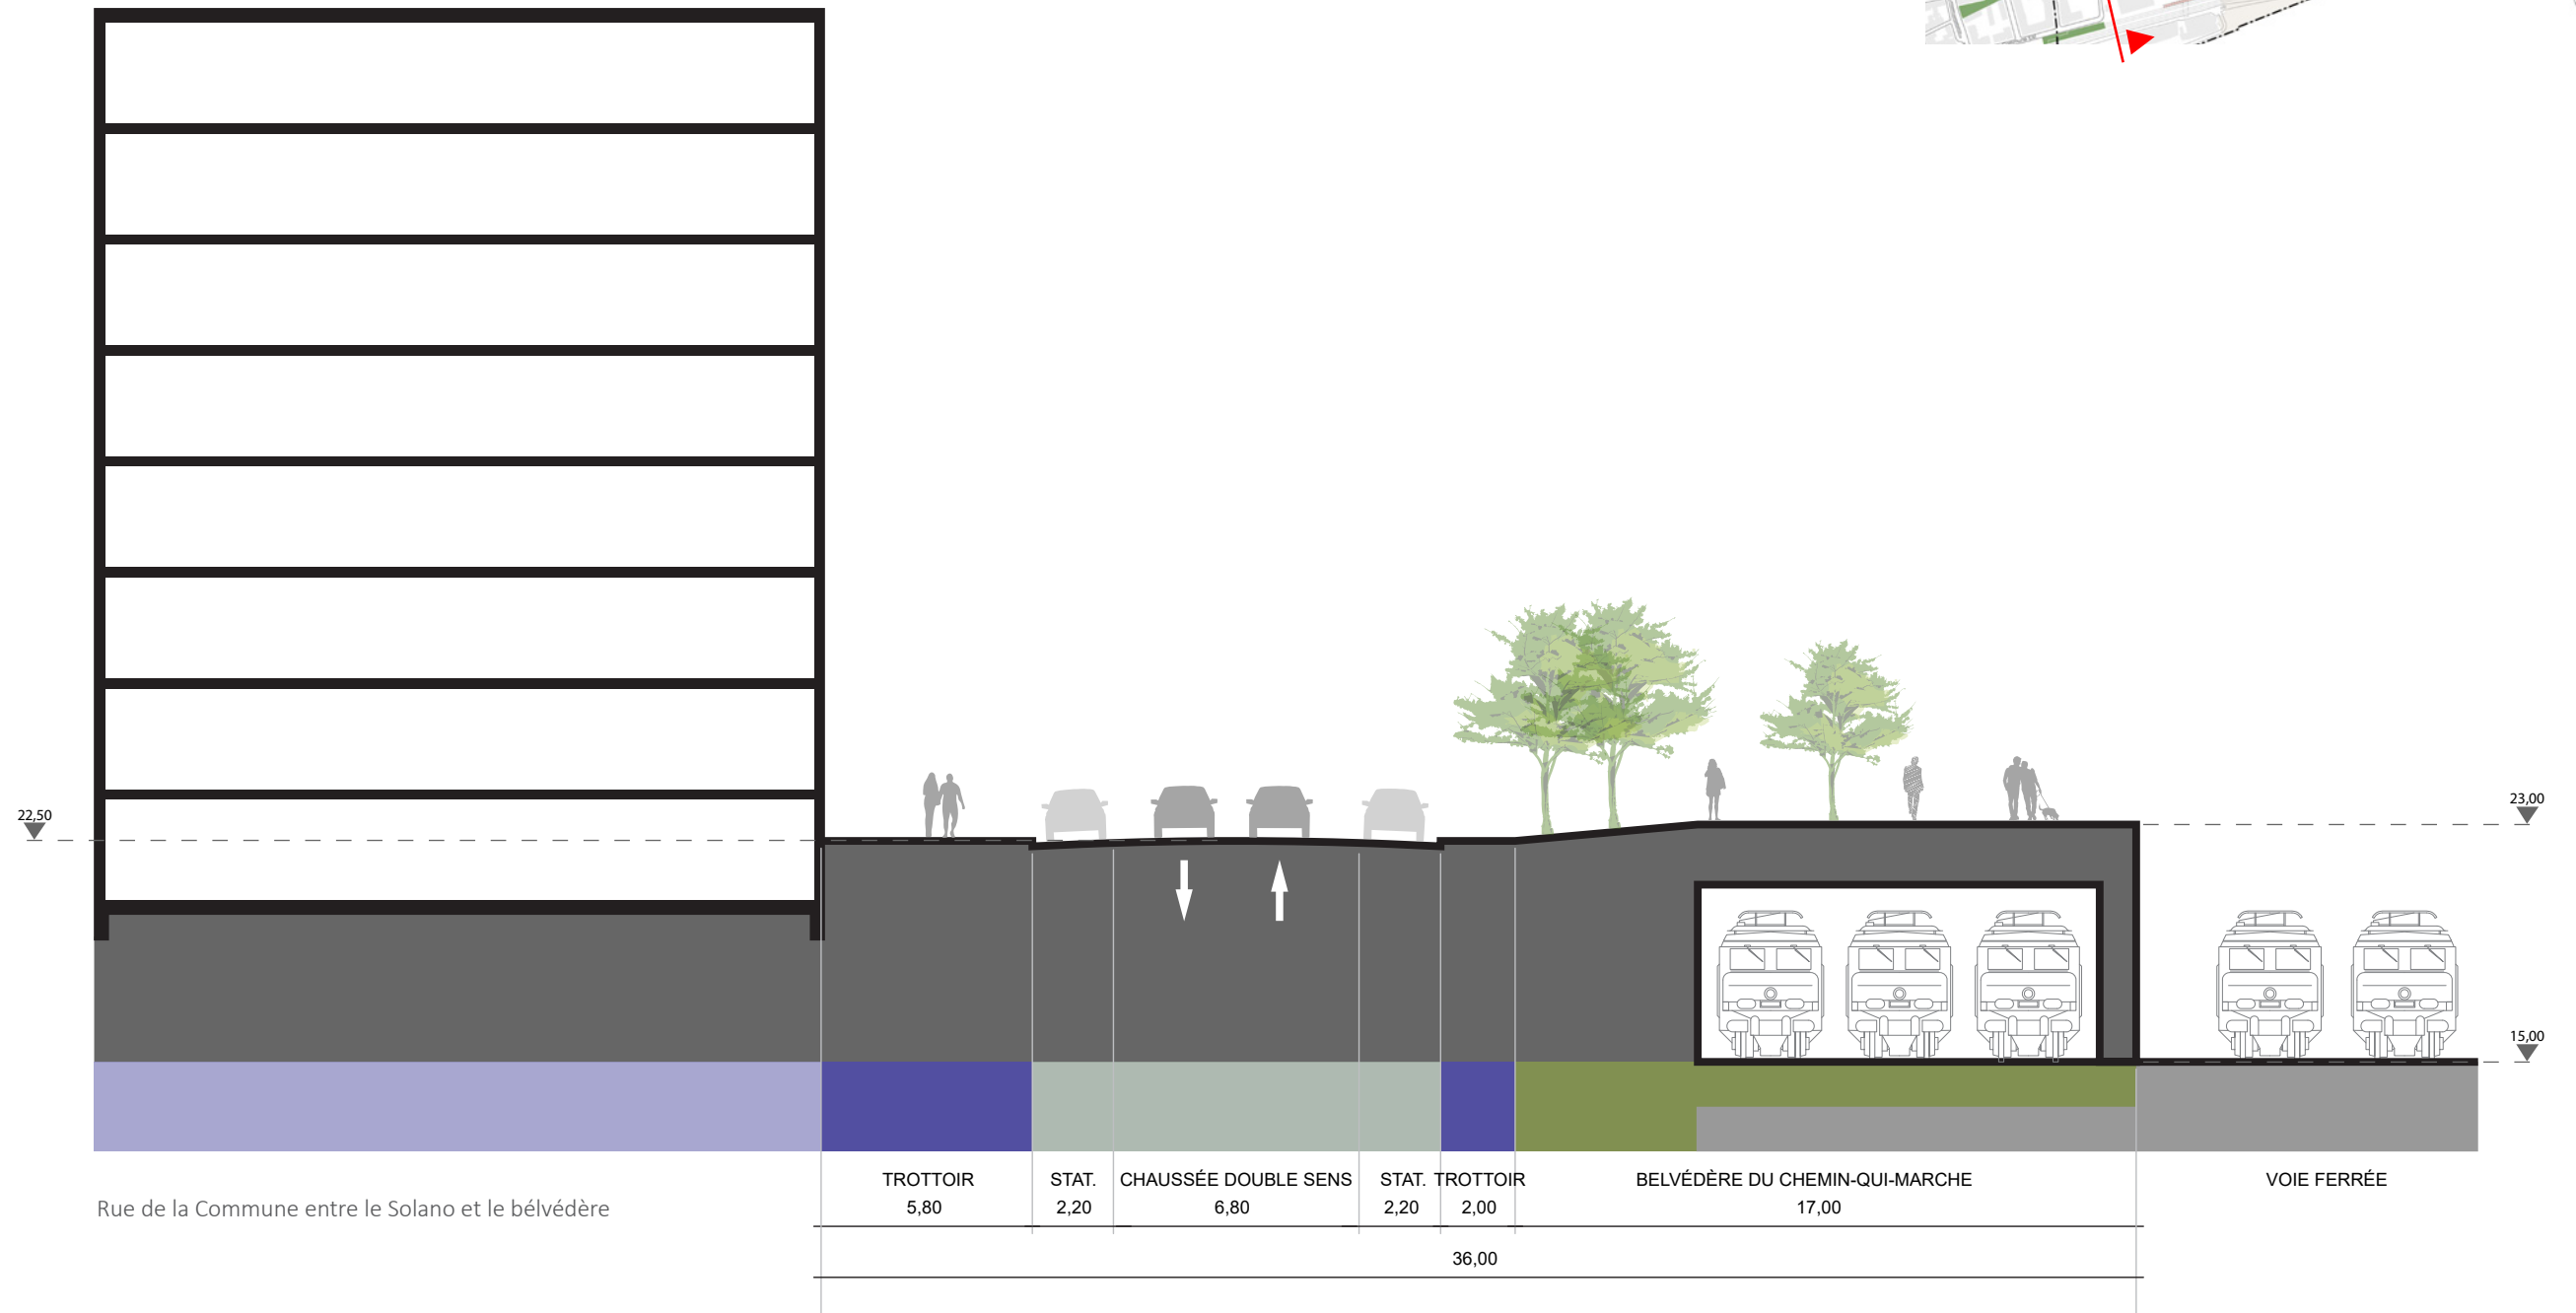 22,50
23,00
15,00
TROTTOIR STAT. CHAUSSÉE DOUBLE SENS STAT. TROTTOIR BELVÉDÈRE DU CHEMIN-QUI-MARCHE VOIE FERRÉE
5,80 2,20 6,80 2,20 2,00 17,00
Rue de la Commune entre le Solano et le bélvédère
36,00